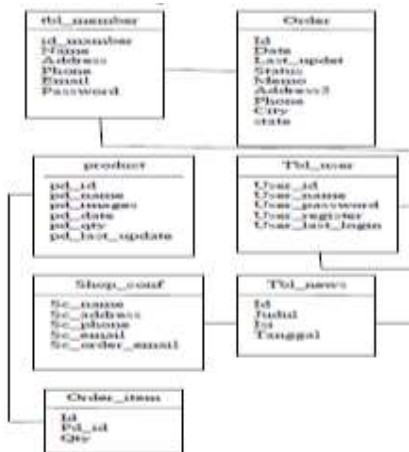 tbl_member
id_member
Name
Address
Phone
Email
Password
Order
Id
Date
Last_updet
Status
Memo
Address2
Phone
City
state
product
pd_id
pd_name
pd_images
pd_date
pd_qty
pd_last_update
Tbl_user
User_id
User_name
User_password
User_register
User_last_login
Shop_conf
Sc_name
Sc_address
Sc_phone
Sc_email
Sc_order_email
Tbl_news
Id
Judul
Isi
Tanggal
Order_item
Id
Pd_id
Qty